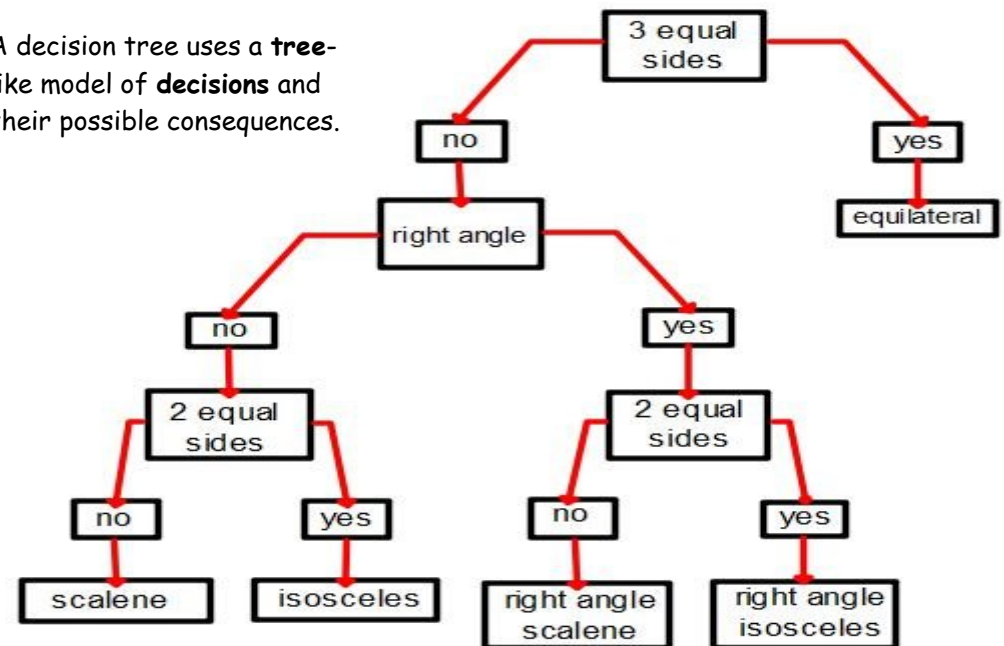 A decision tree uses a tree-
like model of decisions and
their possible consequences.
3 equal
sides
no
yes
right angle
equilateral
no
yes
2 equal
sides
2 equal
sides
no
yes
no
yes
scalene
isosceles
right angle
scalene
right angle
isosceles